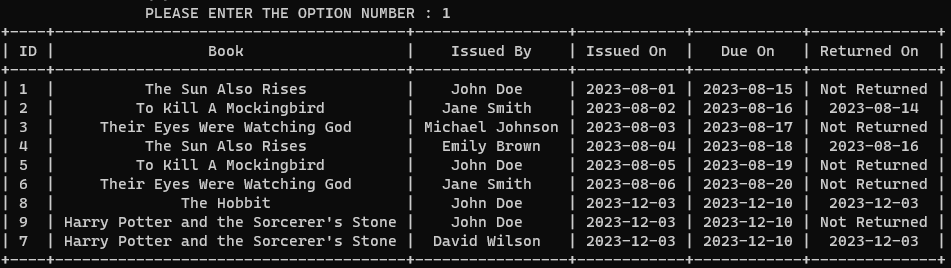 PLEASE ENTER THE OPTION NUMBER : 1
| ID | Book | Issued By | Issued On | Due On | Returned On |
| 1 | The Sun Also Rises | John Doe | 2023-08-01 | 2023-08-15 | Not Returned |
| 2 | To Kill A Mockingbird | Jane Smith | 2023-08-02 | 2023-08-16 | 2023-08-14 |
| 3 | Their Eyes Were Watching God | Michael Johnson | 2023-08-03 | 2023-08-17 | Not Returned |
| 4 | The Sun Also Rises | Emily Brown | 2023-08-04 | 2023-08-18 | 2023-08-16 |
| 5 | To Kill A Mockingbird | John Doe | 2023-08-05 | 2023-08-19 | Not Returned |
| 6 | Their Eyes Were Watching God | Jane Smith | 2023-08-06 | 2023-08-20 | Not Returned |
| 8 | The Hobbit | John Doe | 2023-12-03 | 2023-12-10 | 2023-12-03 |
| 9 | Harry Potter and the Sorcerer's Stone | John Doe | 2023-12-03 | 2023-12-10 | Not Returned |
| 7 | Harry Potter and the Sorcerer's Stone | David Wilson | 2023-12-03 | 2023-12-10 | 2023-12-03 |